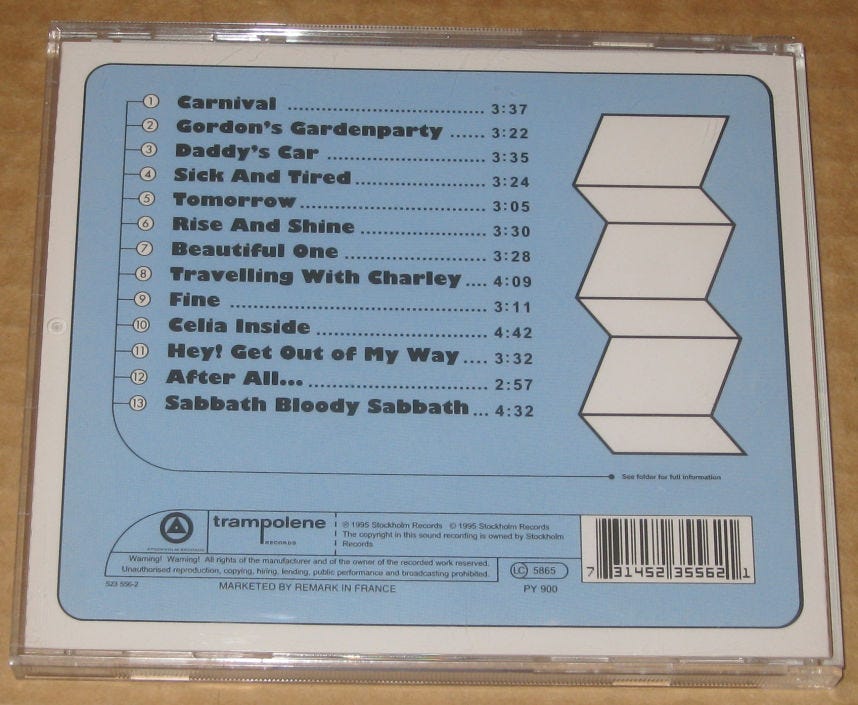 1 Carnival ........ 3:37
2 Gordon's Gardenparty ...... 3:22
3 Daddy's Car ........ 3:35
4 Sick And Tired ........ 3:24
5 Tomorrow ........ 3:05
6 Rise And Shine ........ 3:30
7 Beautiful One ........ 3:28
8 Travelling With Charley .... 4:09
9 Fine ........ 3:11
10 Celia Inside ........ 4:42
11 Hey! Get Out of My Way .... 3:32
12 After All... ........ 2:57
13 Sabbath Bloody Sabbath ... 4:32
See folder for full information
STOCKHOLM RECORDS
trampolene
RECORDS
℗ 1995 Stockholm Records © 1995 Stockholm Records
The copyright in this sound recording is owned by Stockholm
Records
Warning! Warning! All rights of the manufacturer and of the owner of the recorded work reserved.
Unauthorised reproduction, copying, hiring, lending, public performance and broadcasting prohibited.
LC 5865
523 556-2
MARKETED BY REMARK IN FRANCE
PY 900
7 31452 35562 1